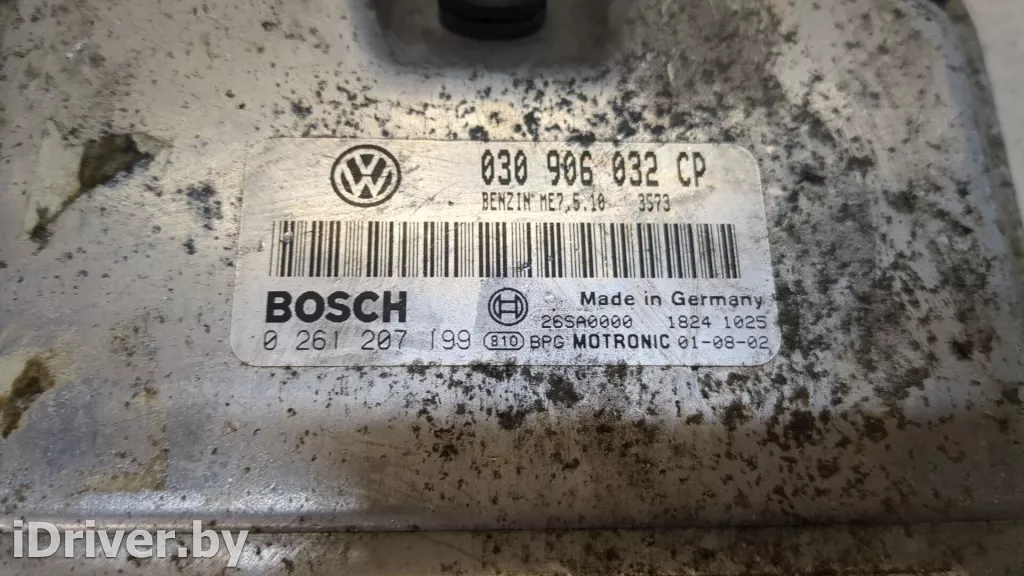 030 906 032 CP
BENZIN ME7,5.10 3573
BOSCH
Made in Germany
26SA0000 1824 1025
0 261 207 199 810 BPG MOTRONIC 01-08-02
iDriver.by